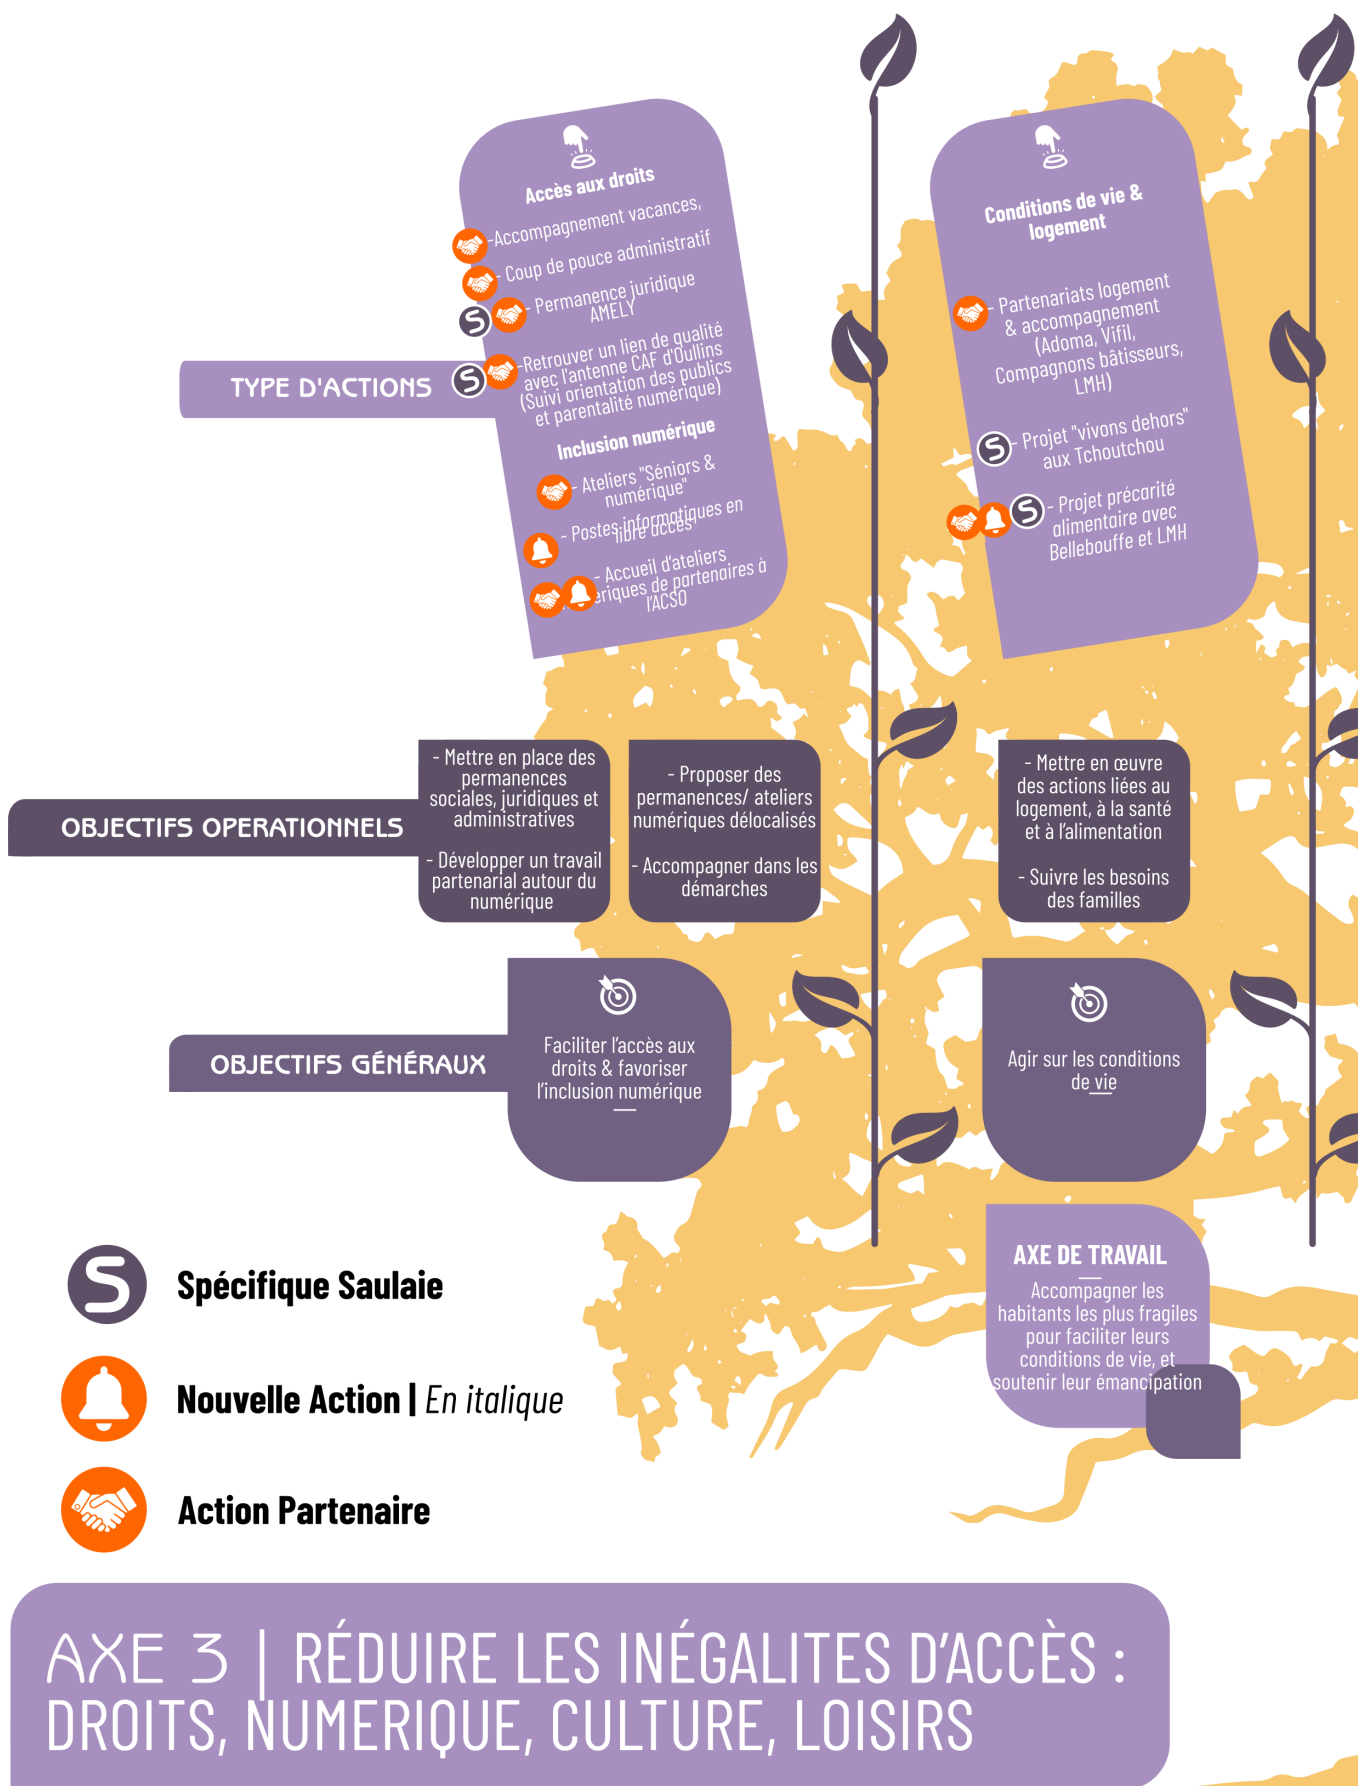 Accès aux droits
-Accompagnement vacances,
- Coup de pouce administratif
- Permanence juridique
AMELY
-Retrouver un lien de qualité
avec l'antenne CAF d'Oullins
(Suivi orientation des publics
et parentalité numérique)
Inclusion numérique
- Ateliers "Séniors &
numérique"
- Postes informatiques en
libre accès
- Accueil d'ateliers
ériques de partenaires à
l'ACSO
Conditions de vie &
logement
- Partenariats logement
& accompagnement
(Adoma, Vifil,
Compagnons bâtisseurs,
LMH)
- Projet "vivons dehors"
aux Tchoutchou
- Projet précarité
alimentaire avec
Bellebouffe et LMH
TYPE D'ACTIONS
S
S
S
S
OBJECTIFS OPERATIONNELS
- Mettre en place des
permanences
sociales, juridiques et
administratives
- Développer un travail
partenarial autour du
numérique
- Proposer des
permanences/ ateliers
numériques délocalisés
- Accompagner dans les
démarches
- Mettre en œuvre
des actions liées au
logement, à la santé
et à l'alimentation
- Suivre les besoins
des familles
OBJECTIFS GÉNÉRAUX
Faciliter l'accès aux
droits & favoriser
l'inclusion numérique
Agir sur les conditions
de vie
AXE DE TRAVAIL
Accompagner les
habitants les plus fragiles
pour faciliter leurs
conditions de vie, et
soutenir leur émancipation
S
Spécifique Saulaie
Nouvelle Action | En italique
Action Partenaire
AXE 3 | RÉDUIRE LES INÉGALITES D'ACCÈS :
DROITS, NUMERIQUE, CULTURE, LOISIRS